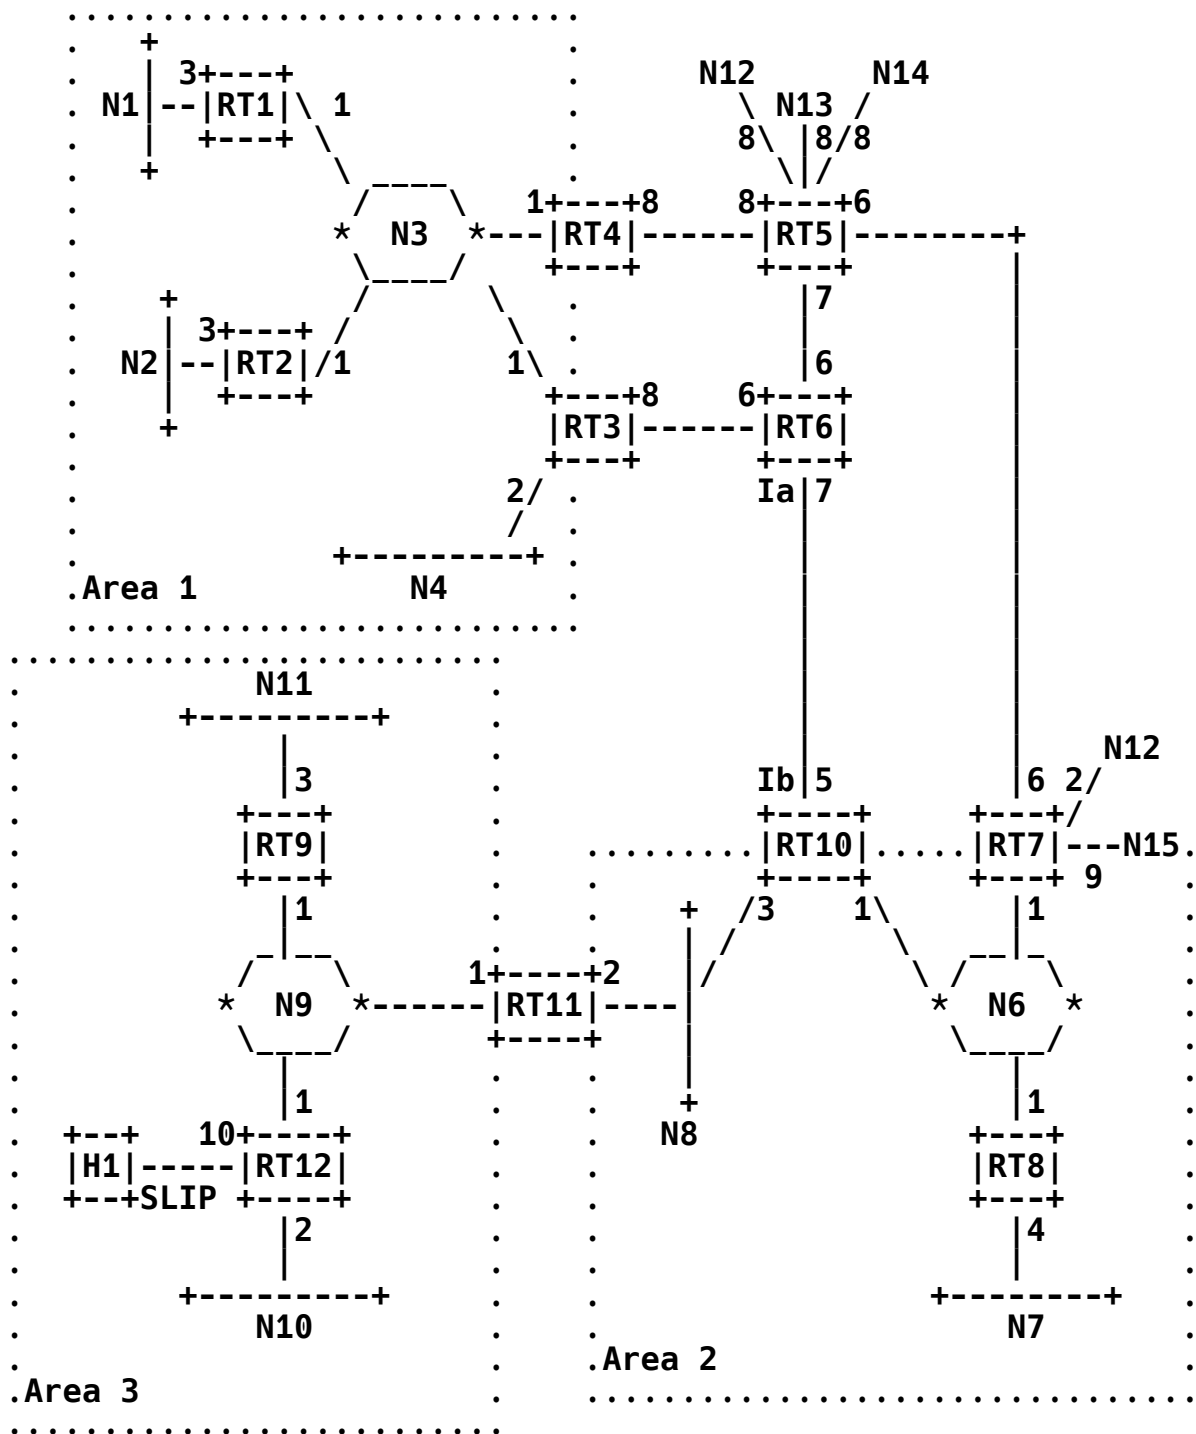 3
N12 N14
N1 RT1 1 N13
8 8 8
1 8 8 6
N3 RT4 RT5
7
3
N2 RT2 1 1 6
8 6
RT3 RT6
2 Ia 7
Area 1 N4
N11
N12
3 Ib 5 6 2
RT9 RT10 RT7 N15
9
1 3 1 1
1 2
N9 RT11 N6
1 1
10 N8
H1 RT12 RT8
SLIP
2 4
N10 N7
Area 2
Area 3